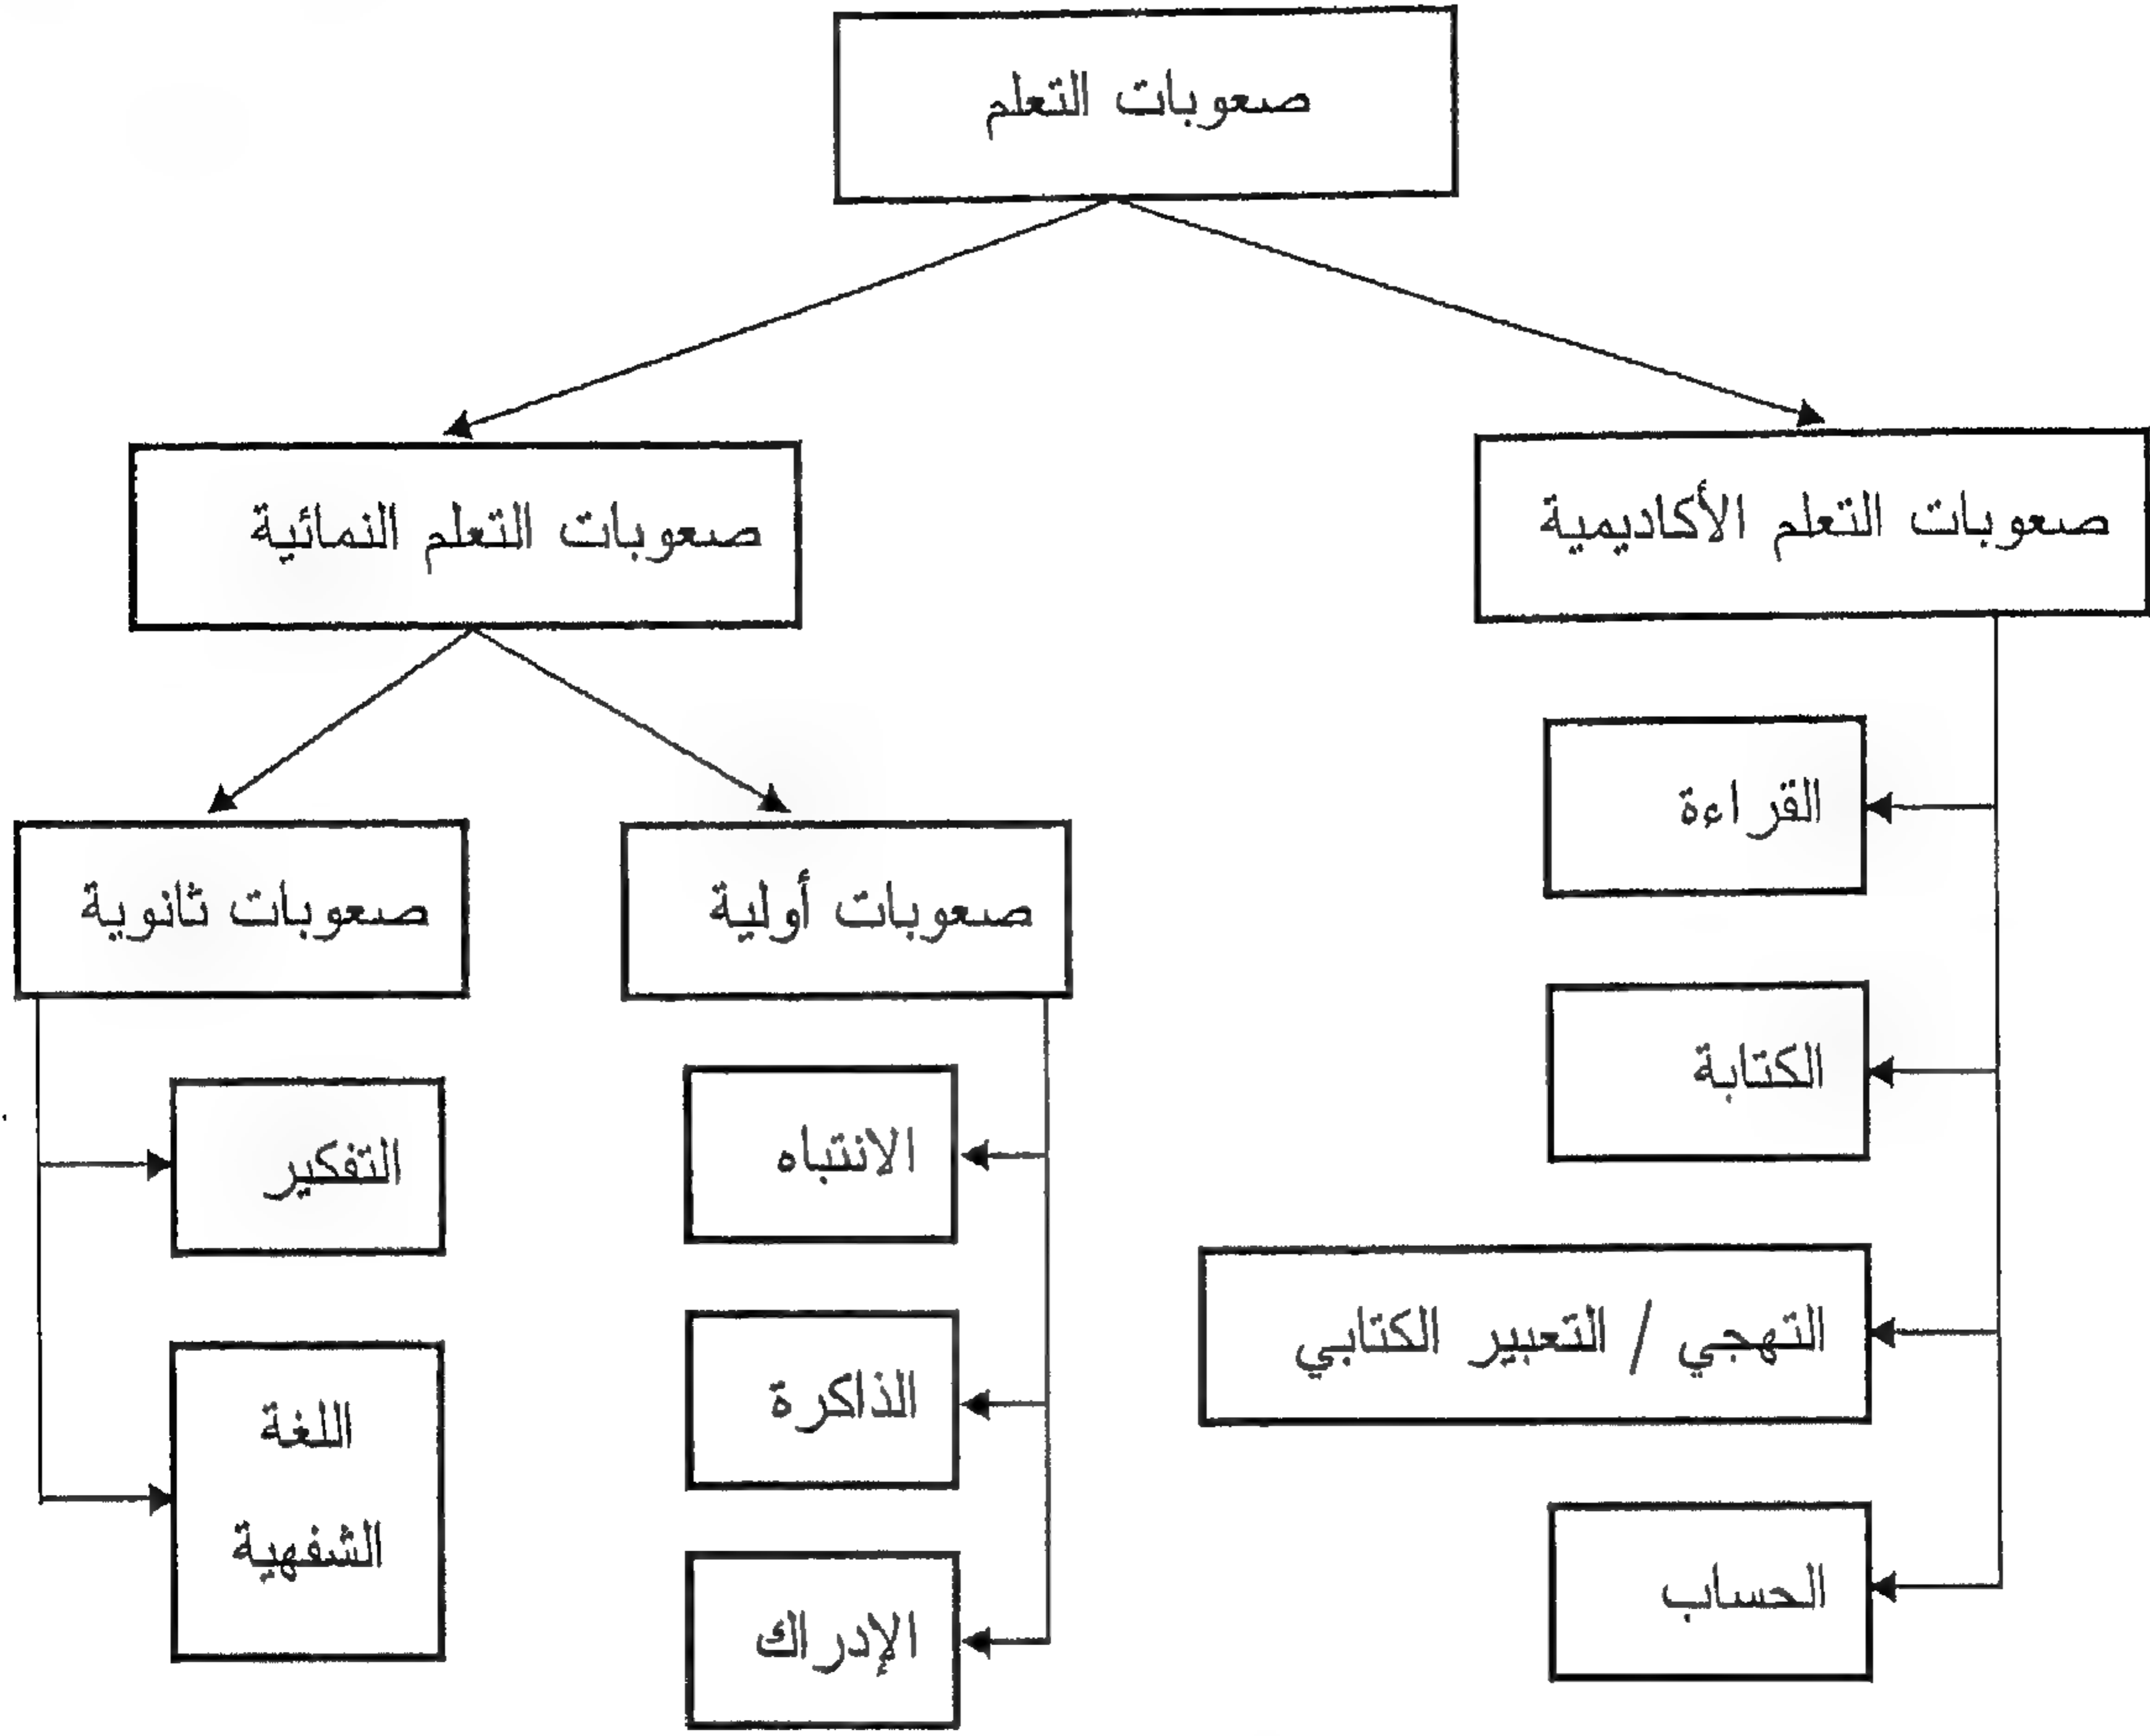 صعوبات التعلم
صعوبات التعلم الأكاديمية
صعوبات التعلم النمائية
القراءة
الكتابة
التهجي / التعبير الكتابي
الحساب
صعوبات أولية
الانتباه
الذاكرة
الإدراك
صعوبات ثانوية
التفكير
اللغة
الشفهية